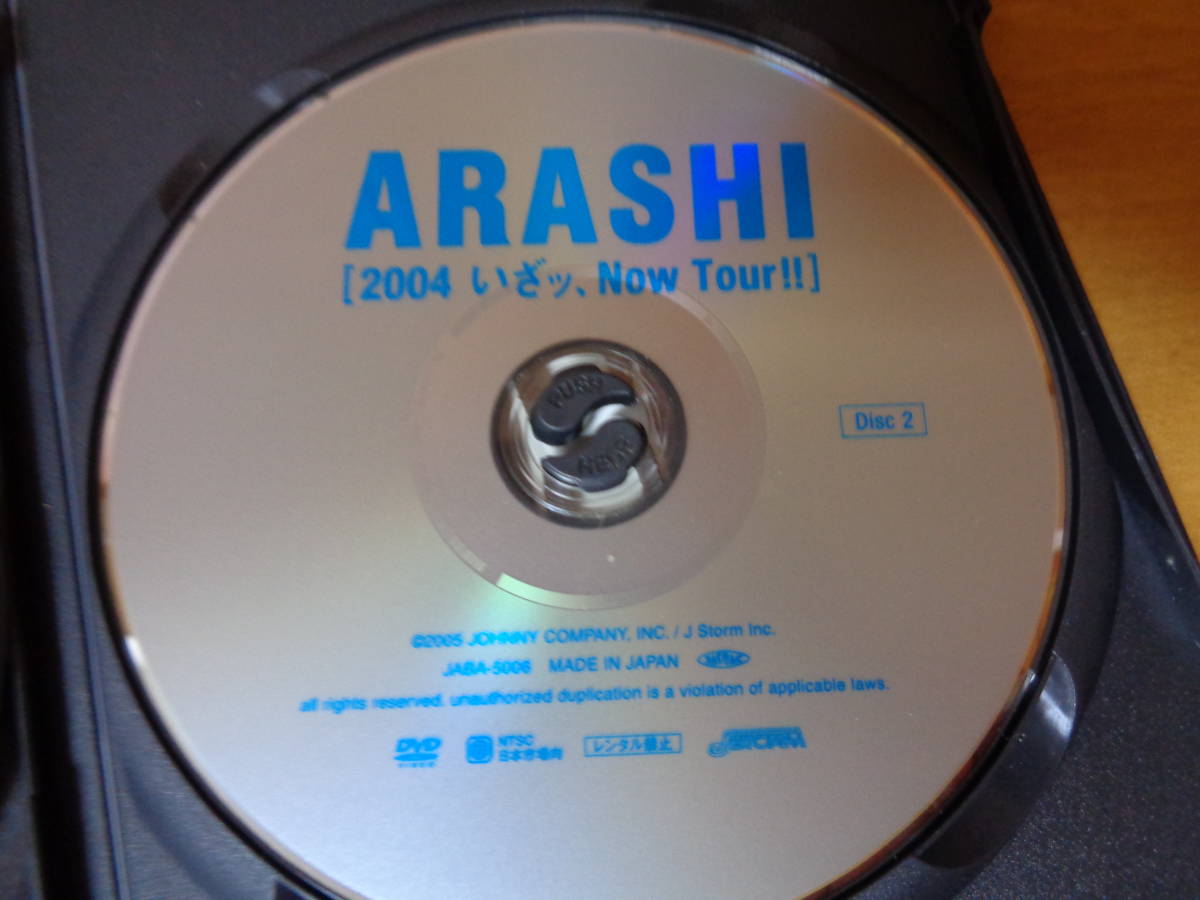 ARASHI
[2004 いざッ、Now Tour!!]
PUSH
HERE
Disc 2
©2005 JOHNNY COMPANY, INC. / J Storm Inc.
JABA-5006 MADE IN JAPAN
all rights reserved. unauthorized duplication is a violation of applicable laws.
DVD
NTSC
日本市場向
レンタル禁止